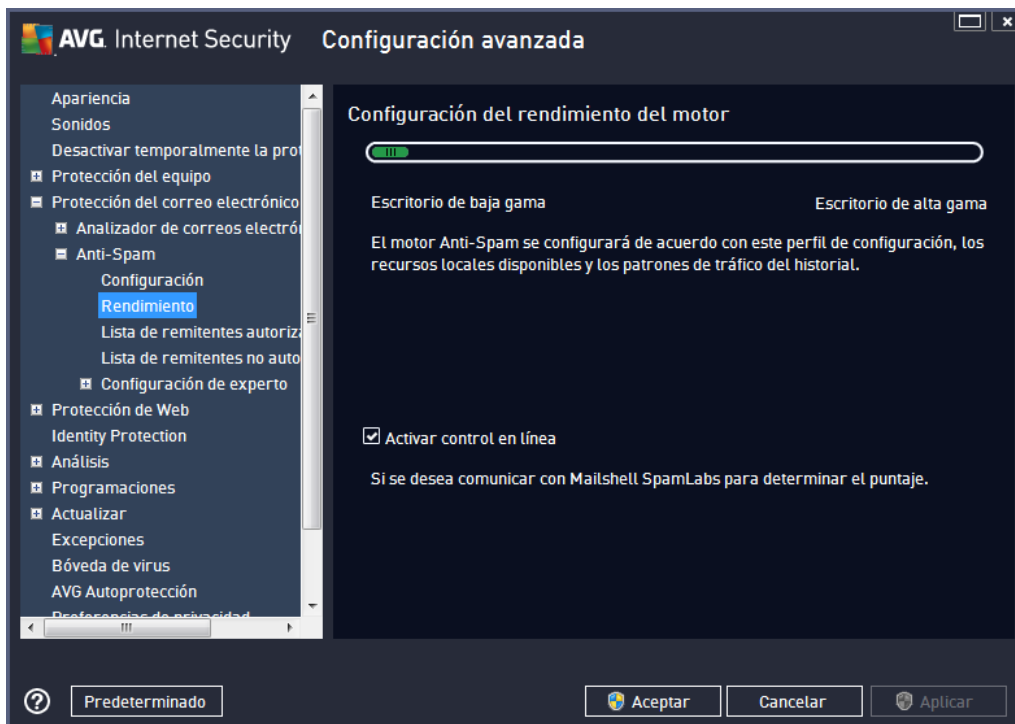 AVG. Internet Security
Configuración avanzada
Apariencia
Sonidos
Desactivar temporalmente la
Protección del equipo
Protección del correo electrónico
Analizador de correos
Anti-Spam
Configuración
Rendimiento
Lista de remitentes
Lista de remitentes no
Configuración de experto
Protección de Web
Identity Protection
Análisis
Programaciones
Actualizar
Excepciones
Bóveda de virus
AVG Autoprotección
Preferencias de privacidad
Configuración del rendimiento del motor
Escritorio de baja gama
Escritorio de alta gama
El motor Anti-Spam se configurará de acuerdo con este perfil de configuración, los
recursos locales disponibles y los patrones de tráfico del historial.
Activar control en línea
Si se desea comunicar con Mailshell SpamLabs para determinar el puntaje.
Predeterminado
Aceptar
Cancelar
Aplicar